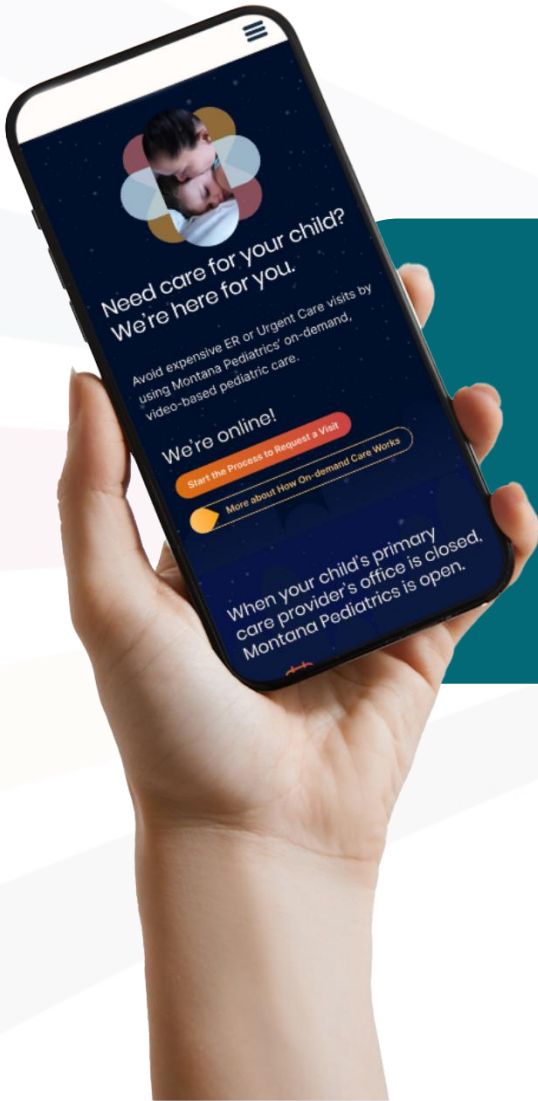 Need care for your child?
We're here for you.
Avoid expensive ER or Urgent Care visits by
using Montana Pediatrics' on-demand,
video-based pediatric care.
We're online!
Start the Process to Request a Visit
More about How On-demand Care Works
When your child's primary
care provider's office is closed,
Montana Pediatrics is open.